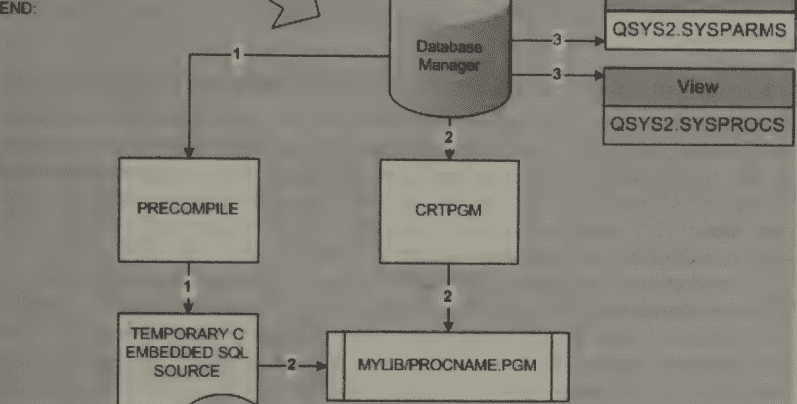 END:
Database
Manager
1
3
QSYS2.SYSPARMS
3
View
QSYS2.SYSPROCS
2
PRECOMPILE
CRTPGM
1
2
TEMPORARY C
EMBEDDED SQL
SOURCE
2
MYLIB/PROCNAME.PGM